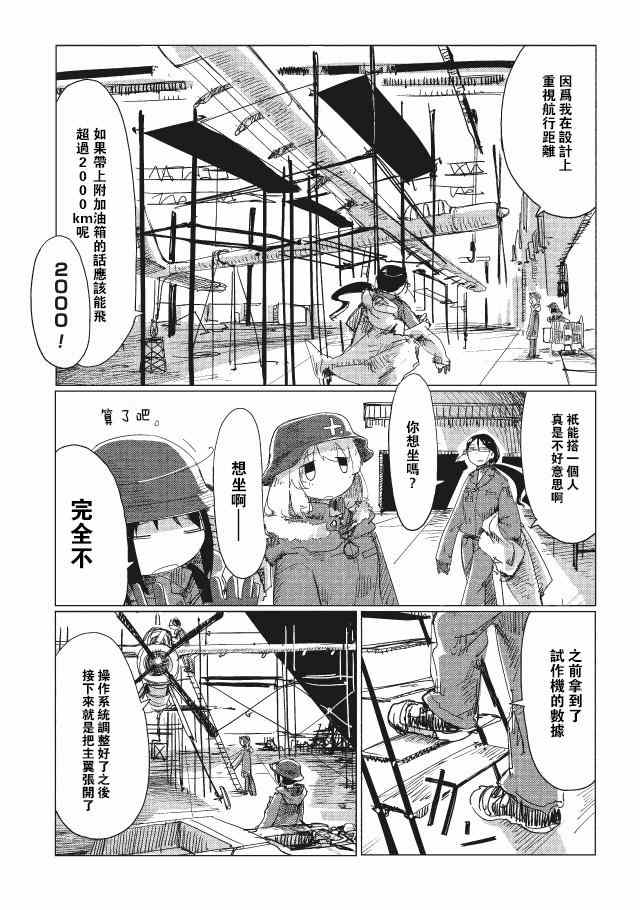 因爲我在設計上
重視航行距離
如果帶上附加油箱的話應該能飛
超過2000km呢
2000！
衹能搭一個人
真是不好意思啊
你想坐嗎？
想坐啊——
算了吧。
完全不
之前拿到了
試作機的數據
カン
操作系統調整好了之後
接下來就是把主翼張開了